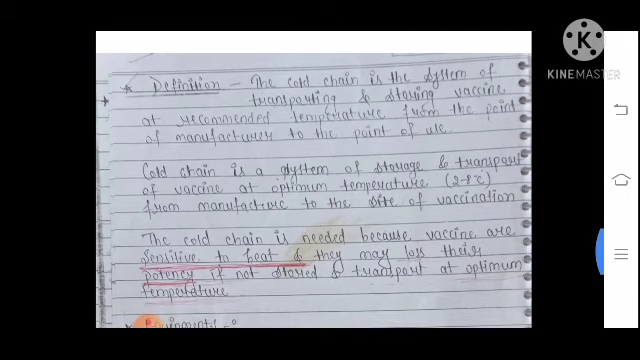 KINEMASTER
* Definition - The cold chain is the system of
transporting & storing vaccine
at recommended temperature from the point
of manufacturer to the point of use
Cold chain is a system of storage & transport
of vaccine at optimum temperature (2-8°c)
from manufacture to the site of vaccination
The cold chain is needed because vaccine are
sensitive to heat & they may loss their
potency if not stored & transport at optimum
temperature